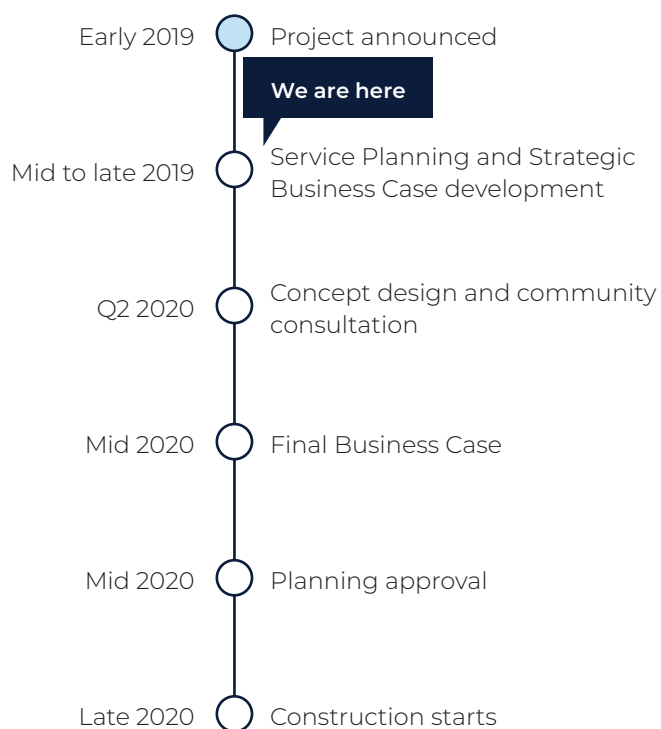 Early 2019 Project announced
We are here
Mid to late 2019 Service Planning and Strategic
Business Case development
Q2 2020 Concept design and community
consultation
Mid 2020 Final Business Case
Mid 2020 Planning approval
Late 2020 Construction starts